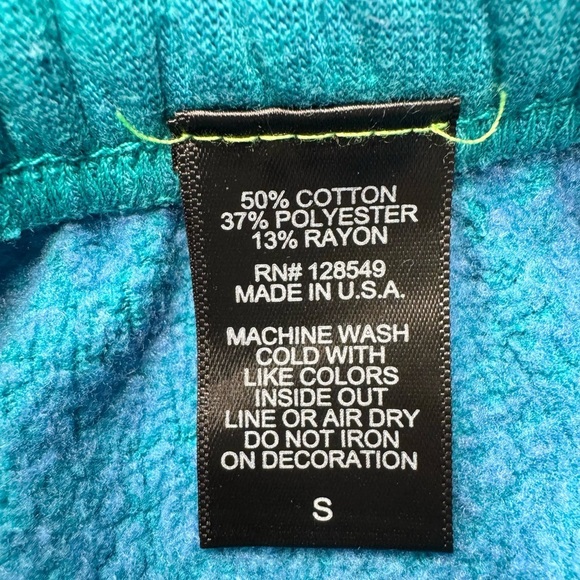 50% COTTON
37% POLYESTER
13% RAYON
RN# 128549
MADE IN U.S.A.
MACHINE WASH
COLD WITH
LIKE COLORS
INSIDE OUT
LINE OR AIR DRY
DO NOT IRON
ON DECORATION
S